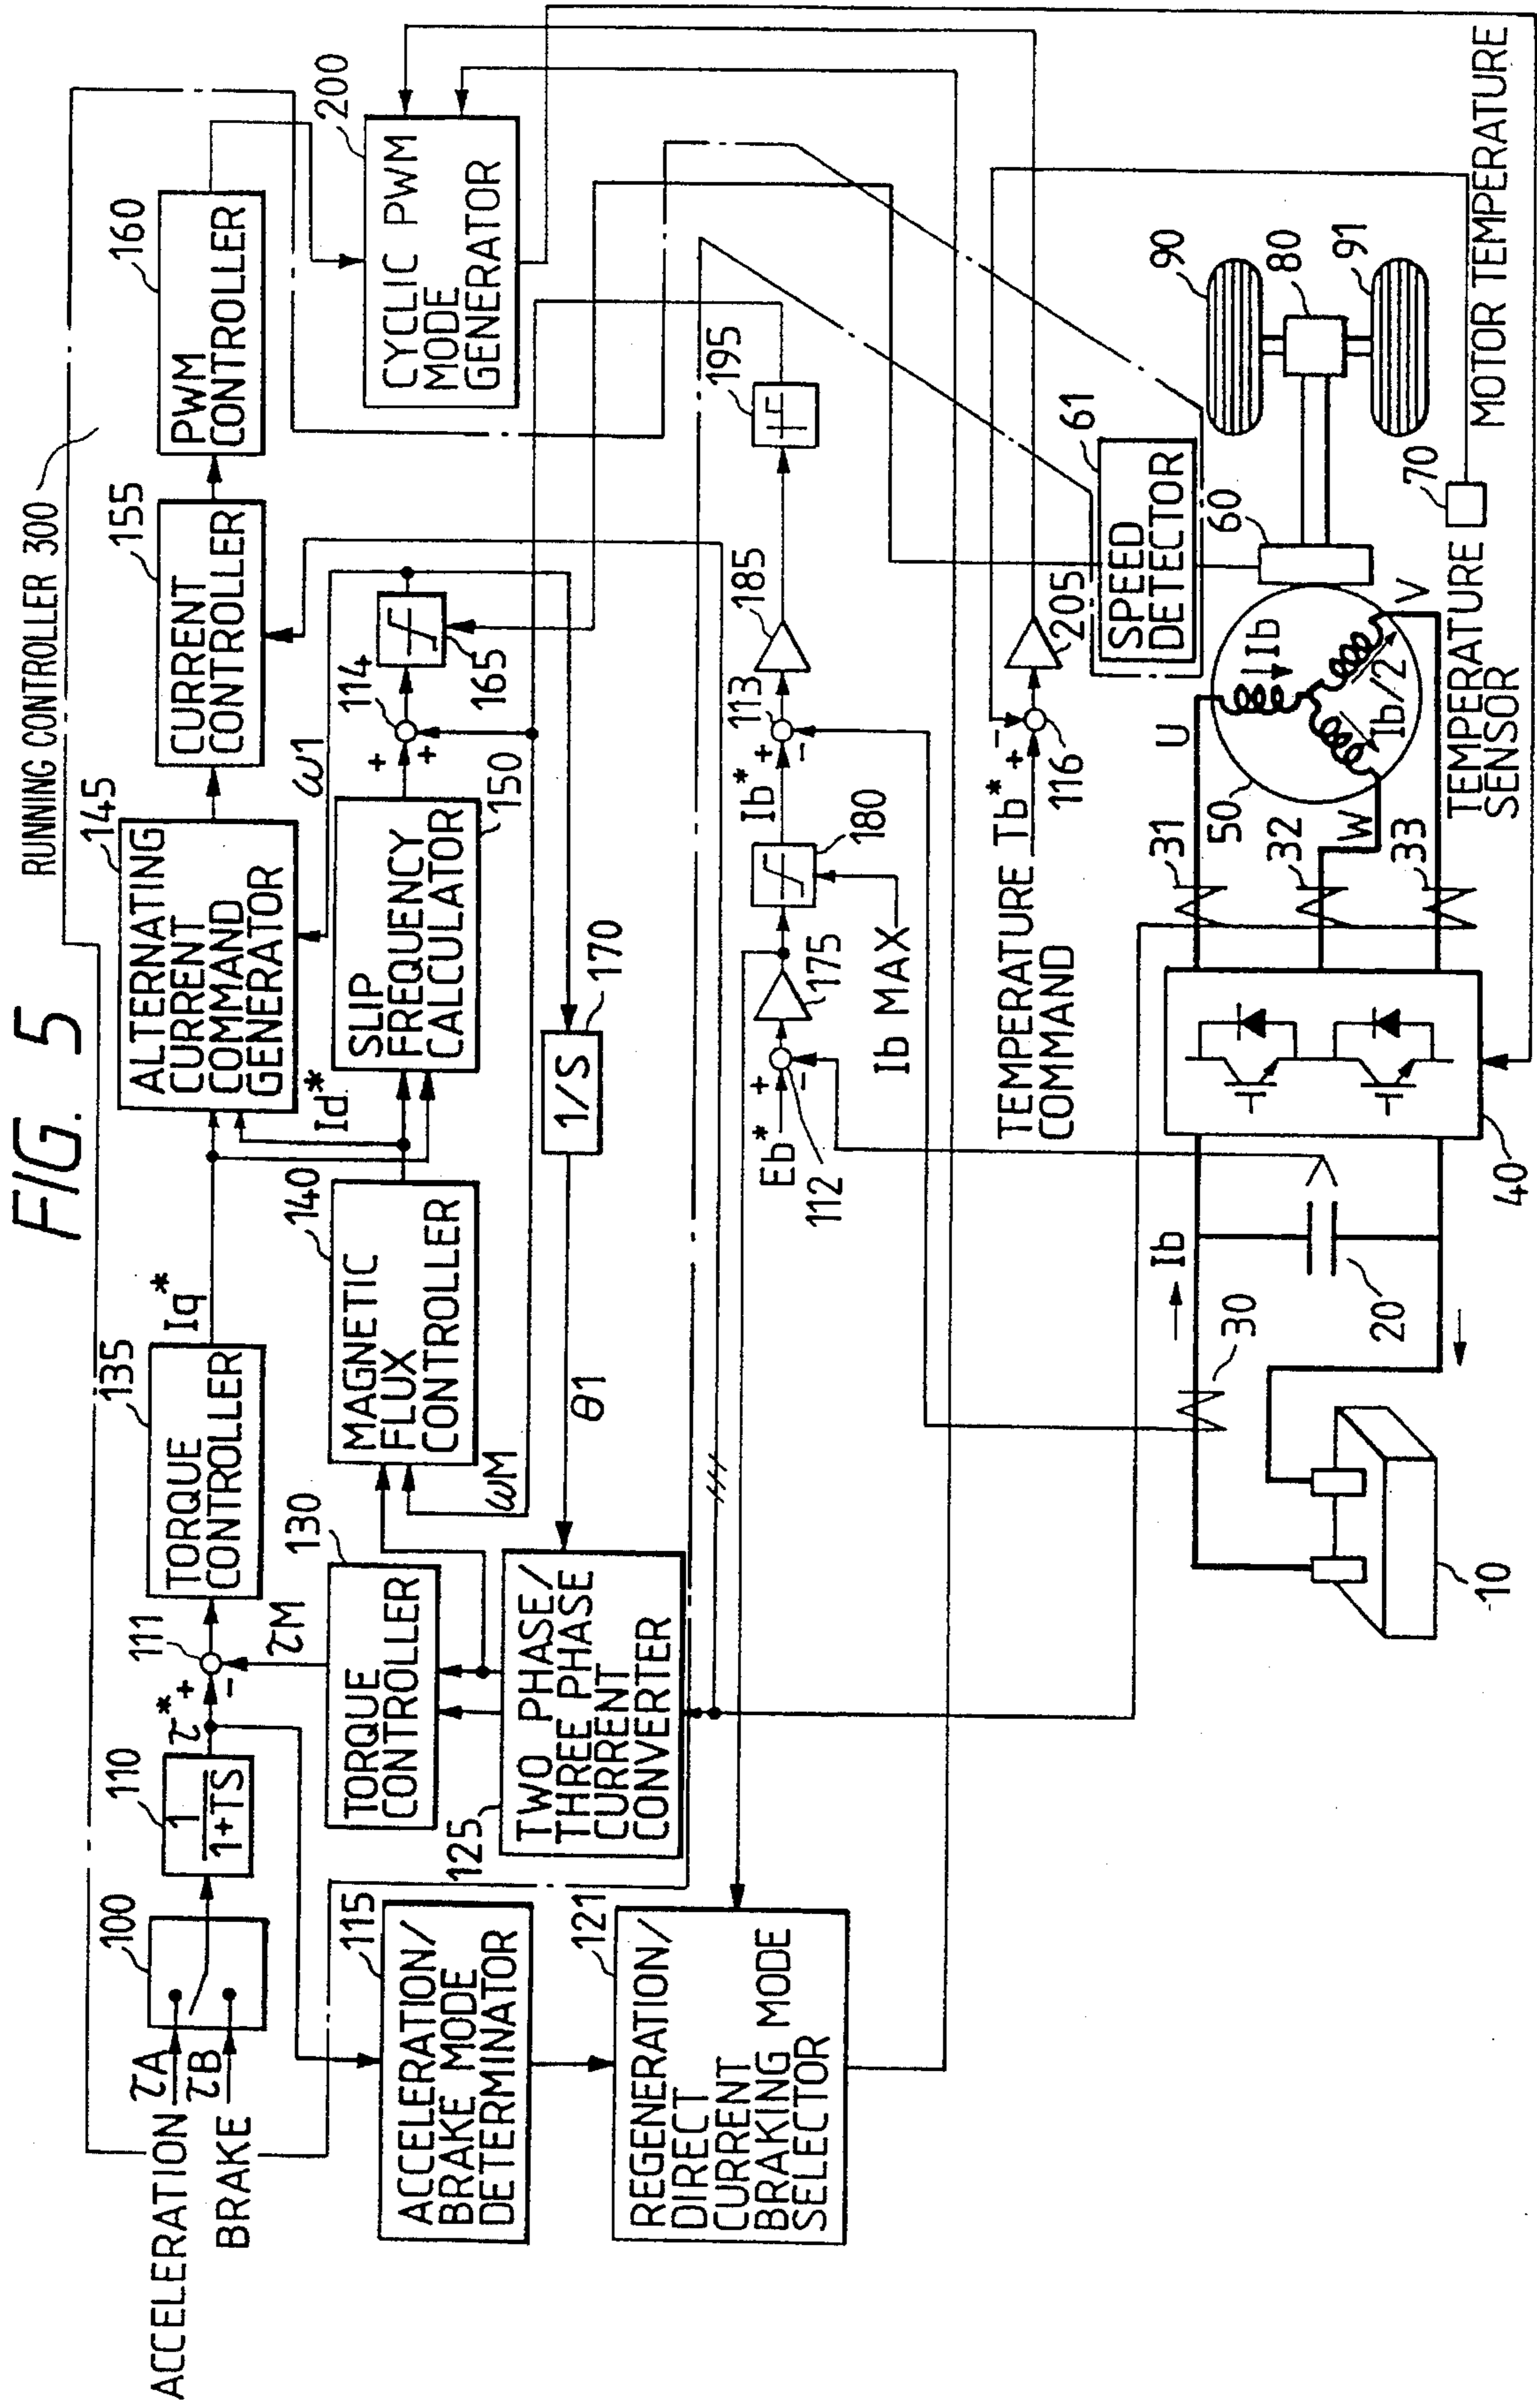 FIG. 5
RUNNING CONTROLLER 300
ACCELERATION
τA
τB
BRAKE
100
110
1
1+TS
τ*
+
-
111
τM
135
TORQUE
CONTROLLER
Iq*
145
ALTERNATING
CURRENT
COMMAND
GENERATOR
155
CURRENT
CONTROLLER
160
PWM
CONTROLLER
130
TORQUE
CONTROLLER
140
MAGNETIC
FLUX
CONTROLLER
Id*
ωM
SLIP
FREQUENCY
CALCULATOR
150
ω1
114
+
+
165
200
CYCLIC PWM
MODE
GENERATOR
115
ACCELERATION/
BRAKE MODE
DETERMINATOR
125
TWO PHASE/
THREE PHASE
CURRENT
CONVERTER
θ1
1/S
170
121
REGENERATION/
DIRECT
CURRENT
BRAKING MODE
SELECTOR
Eb*
+
-
112
175
180
Ib MAX
Ib*
+
-
113
185
195
TEMPERATURE
COMMAND
Tb*
+
-
116
205
61
SPEED
DETECTOR
60
90
80
91
10
30
Ib
20
40
31
32
33
U
W
V
50
Ib
Ib/2
TEMPERATURE
SENSOR
70
MOTOR TEMPERATURE